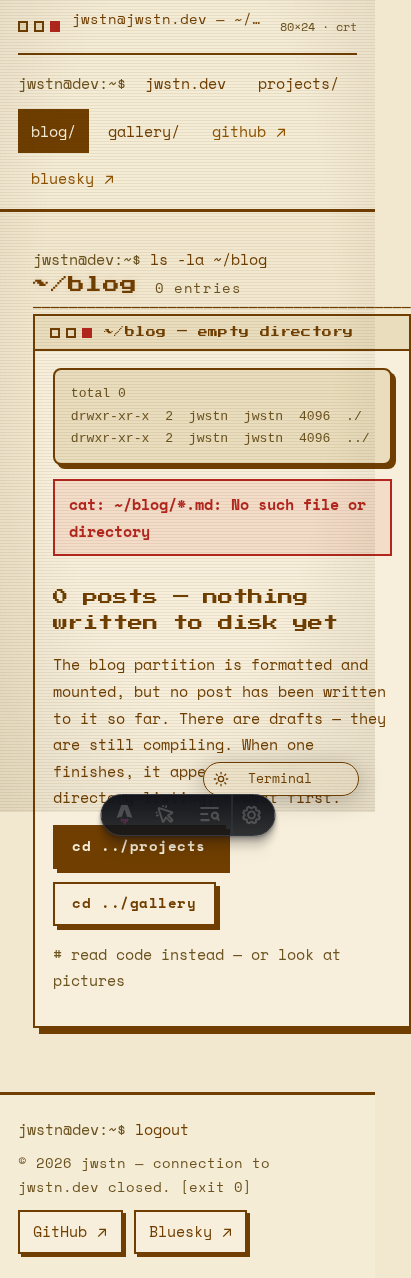 jwstn@jwstn.dev — ~/… 80×24 · crt
jwstn@dev:~$ jwstn.dev projects/
blog/ gallery/ github ↗
bluesky ↗
jwstn@dev:~$ ls -la ~/blog
~/blog 0 entries
~/blog — empty directory
total 0
drwxr-xr-x 2 jwstn jwstn 4096 ./
drwxr-xr-x 2 jwstn jwstn 4096 ../
cat: ~/blog/*.md: No such file or
directory
0 posts — nothing
written to disk yet
The blog partition is formatted and
mounted, but no post has been written
to it so far. There are drafts — they
are still compiling. When one
finishes, it
Terminal
first.
cd ../projects
cd ../gallery
# read code instead — or look at
pictures
jwstn@dev:~$ logout
© 2026 jwstn — connection to
jwstn.dev closed. [exit 0]
GitHub ↗ Bluesky ↗